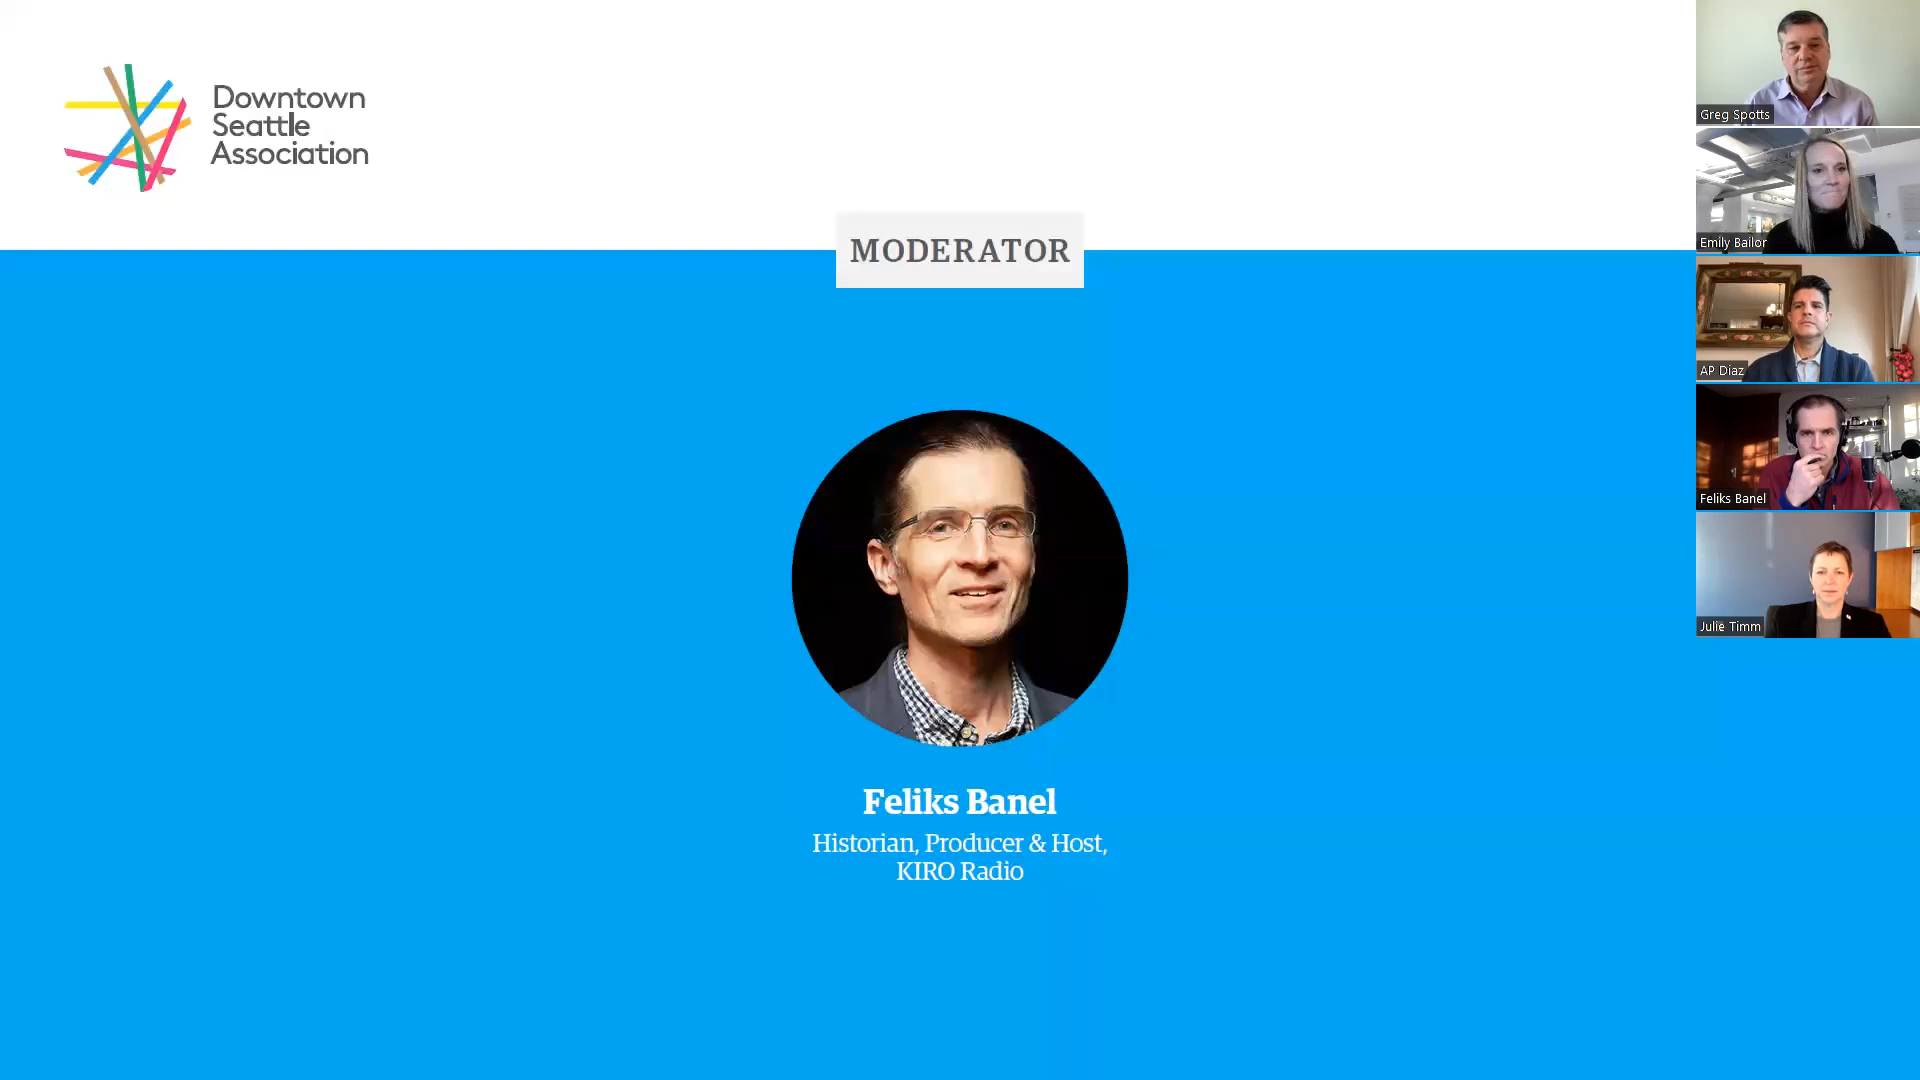 Downtown
Seattle
Association
MODERATOR
Feliks Banel
Historian, Producer & Host,
KIRO Radio
Greg Spotts
Emily Bailor
AP Diaz
Feliks Banel
Julie Timm